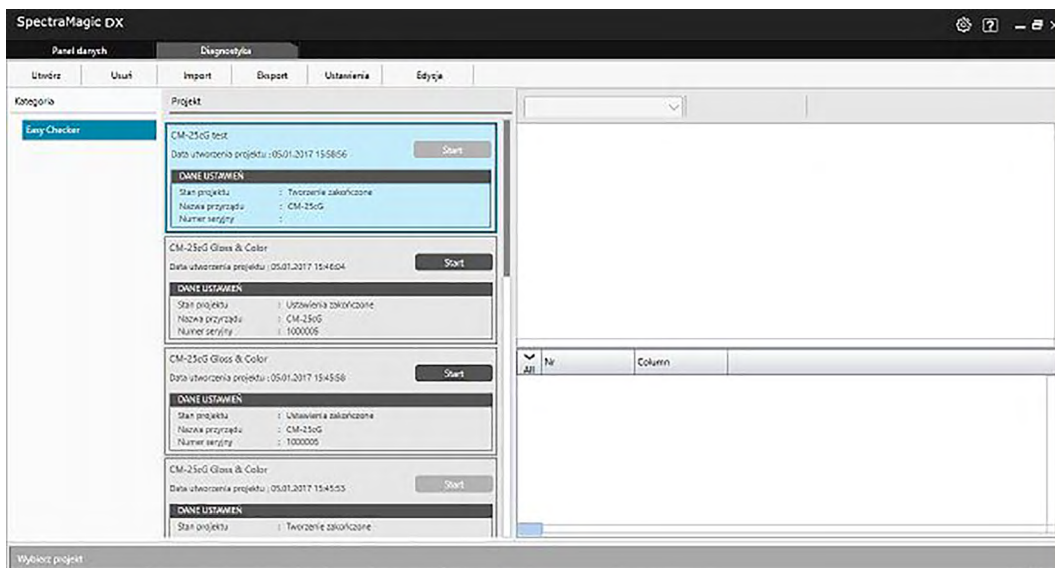 SpectraMagic DX
Panel danych Diagnostyka
Utwórz Usuń Import Eksport Ustawienia Edycja
Kategoria
Easy Checker
Projekt
CM-25cG test
Data utworzenia projektu : 05.01.2017 15:58:56 Start
DANE USTAWIEŃ
Stan projektu : Tworzenie zakończone
Nazwa przyrządu : CM-25cG
Numer seryjny :
CM-25cG Gloss & Color
Data utworzenia projektu : 05.01.2017 15:46:04 Start
DANE USTAWIEŃ
Stan projektu : Ustawienia zakończone
Nazwa przyrządu : CM-25cG
Numer seryjny : 1000005
CM-25cG Gloss & Color
Data utworzenia projektu : 05.01.2017 15:45:58 Start
DANE USTAWIEŃ
Stan projektu : Ustawienia zakończone
Nazwa przyrządu : CM-25cG
Numer seryjny : 1000005
CM-25cG Gloss & Color
Data utworzenia projektu : 05.01.2017 15:45:53 Start
DANE USTAWIEŃ
Stan projektu : Tworzenie zakończone
All Nr Column
Wybierz projekt